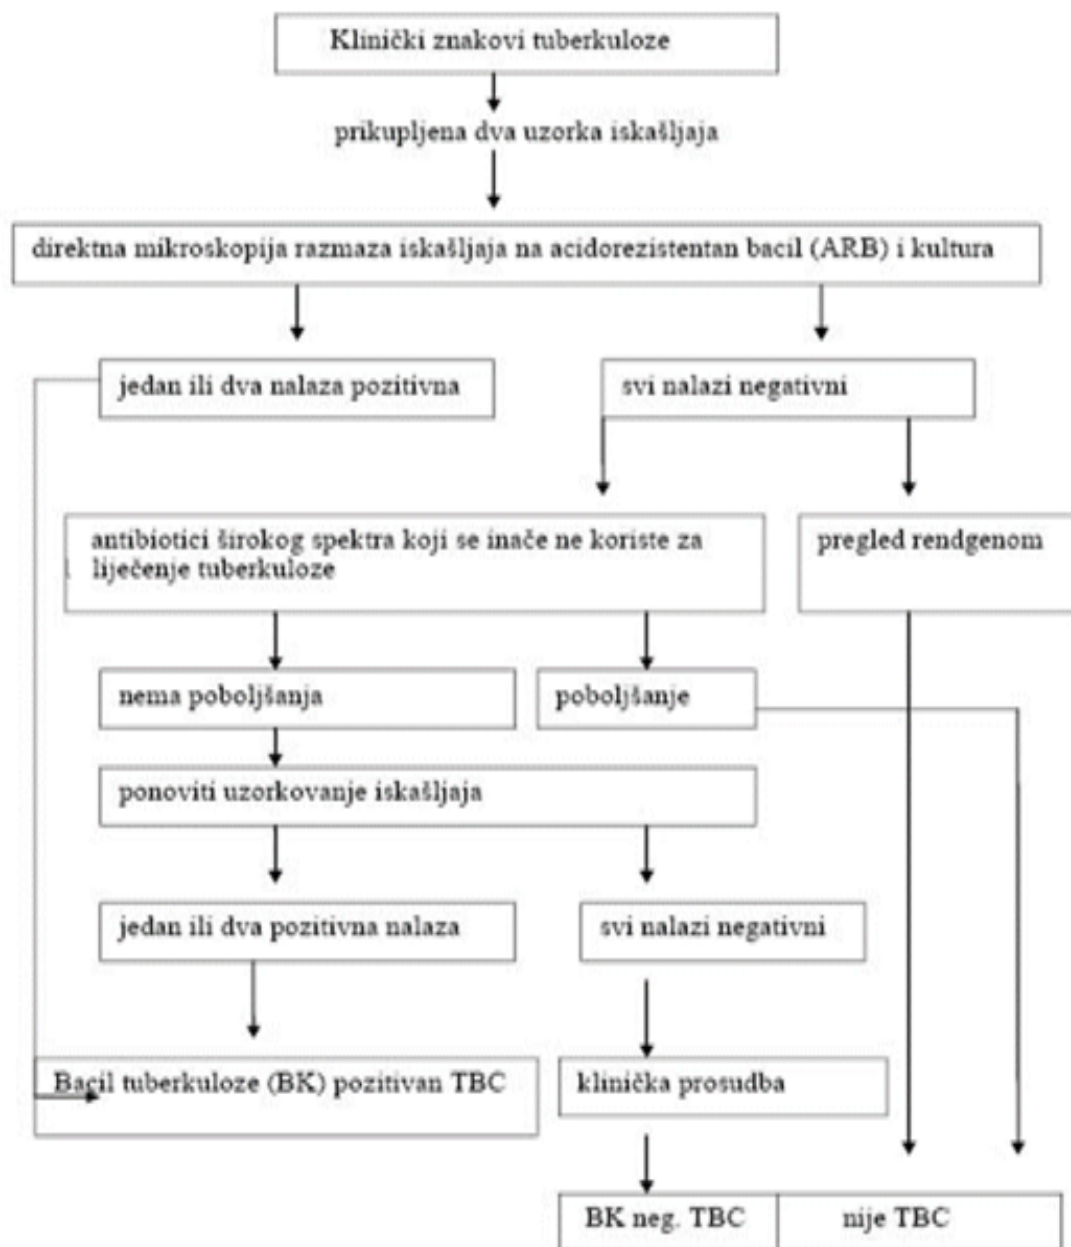 Klinički znakovi tuberkuloze
prikupljena dva uzorka iskašljaja
direktna mikroskopija razmaza iskašljaja na acidorezistentan bacil (ARB) i kultura
jedan ili dva nalaza pozitivna
svi nalazi negativni
antibiotici širokog spektra koji se inače ne koriste za
liječenje tuberkuloze
pregled rendgenom
nema poboljšanja
poboljšanje
ponoviti uzorkovanje iskašljaja
jedan ili dva pozitivna nalaza
svi nalazi negativni
Bacil tuberkuloze (BK) pozitivan TBC
klinička prosudba
BK neg. TBC
nije TBC